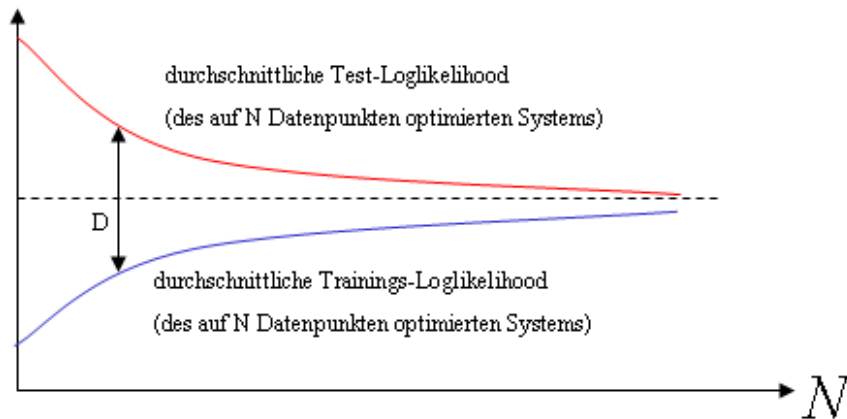 durchschnittliche Test-Loglikelihood
(des auf N Datenpunkten optimierten Systems)
D
durchschnittliche Trainings-Loglikelihood
(des auf N Datenpunkten optimierten Systems)
N